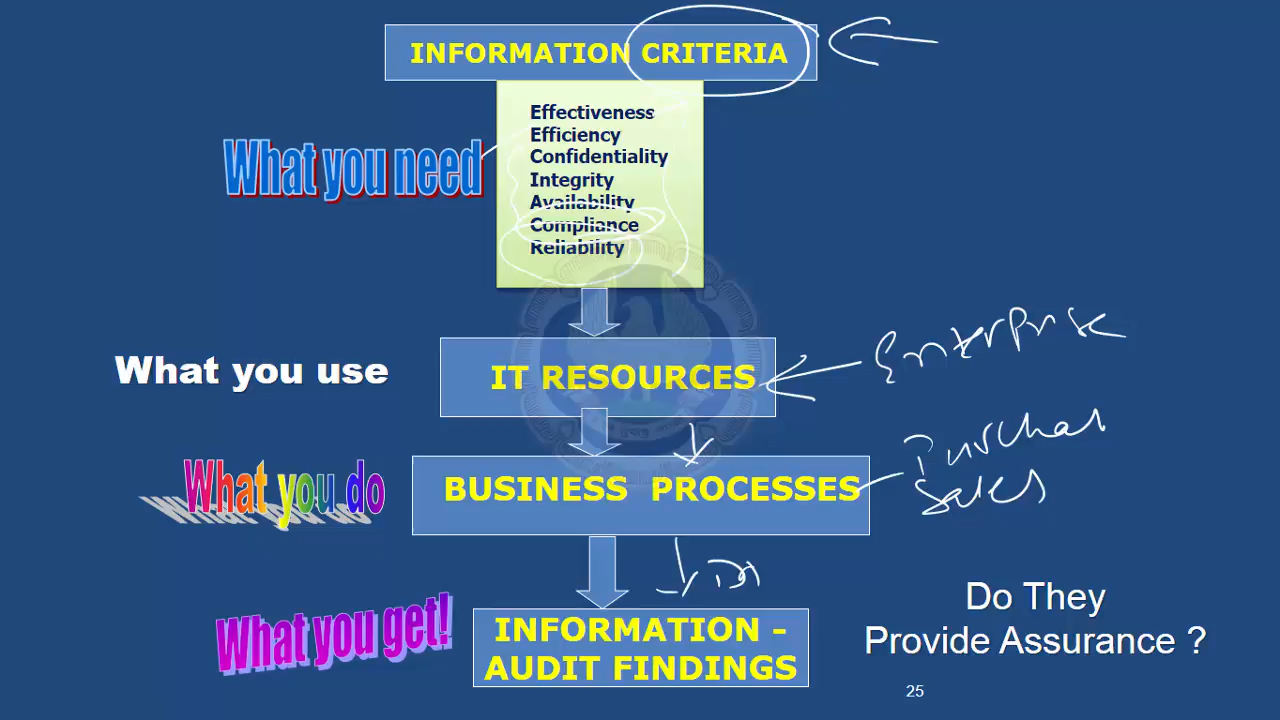 INFORMATION CRITERIA
Effectiveness
Efficiency
Confidentiality
Integrity
Availability
Compliance
Reliability
What you need
What you use
IT RESOURCES
Enterprise
What you do
BUSINESS PROCESSES
Purchas
Sales
What you get!
INFORMATION -
AUDIT FINDINGS
Do They
Provide Assurance ?
25